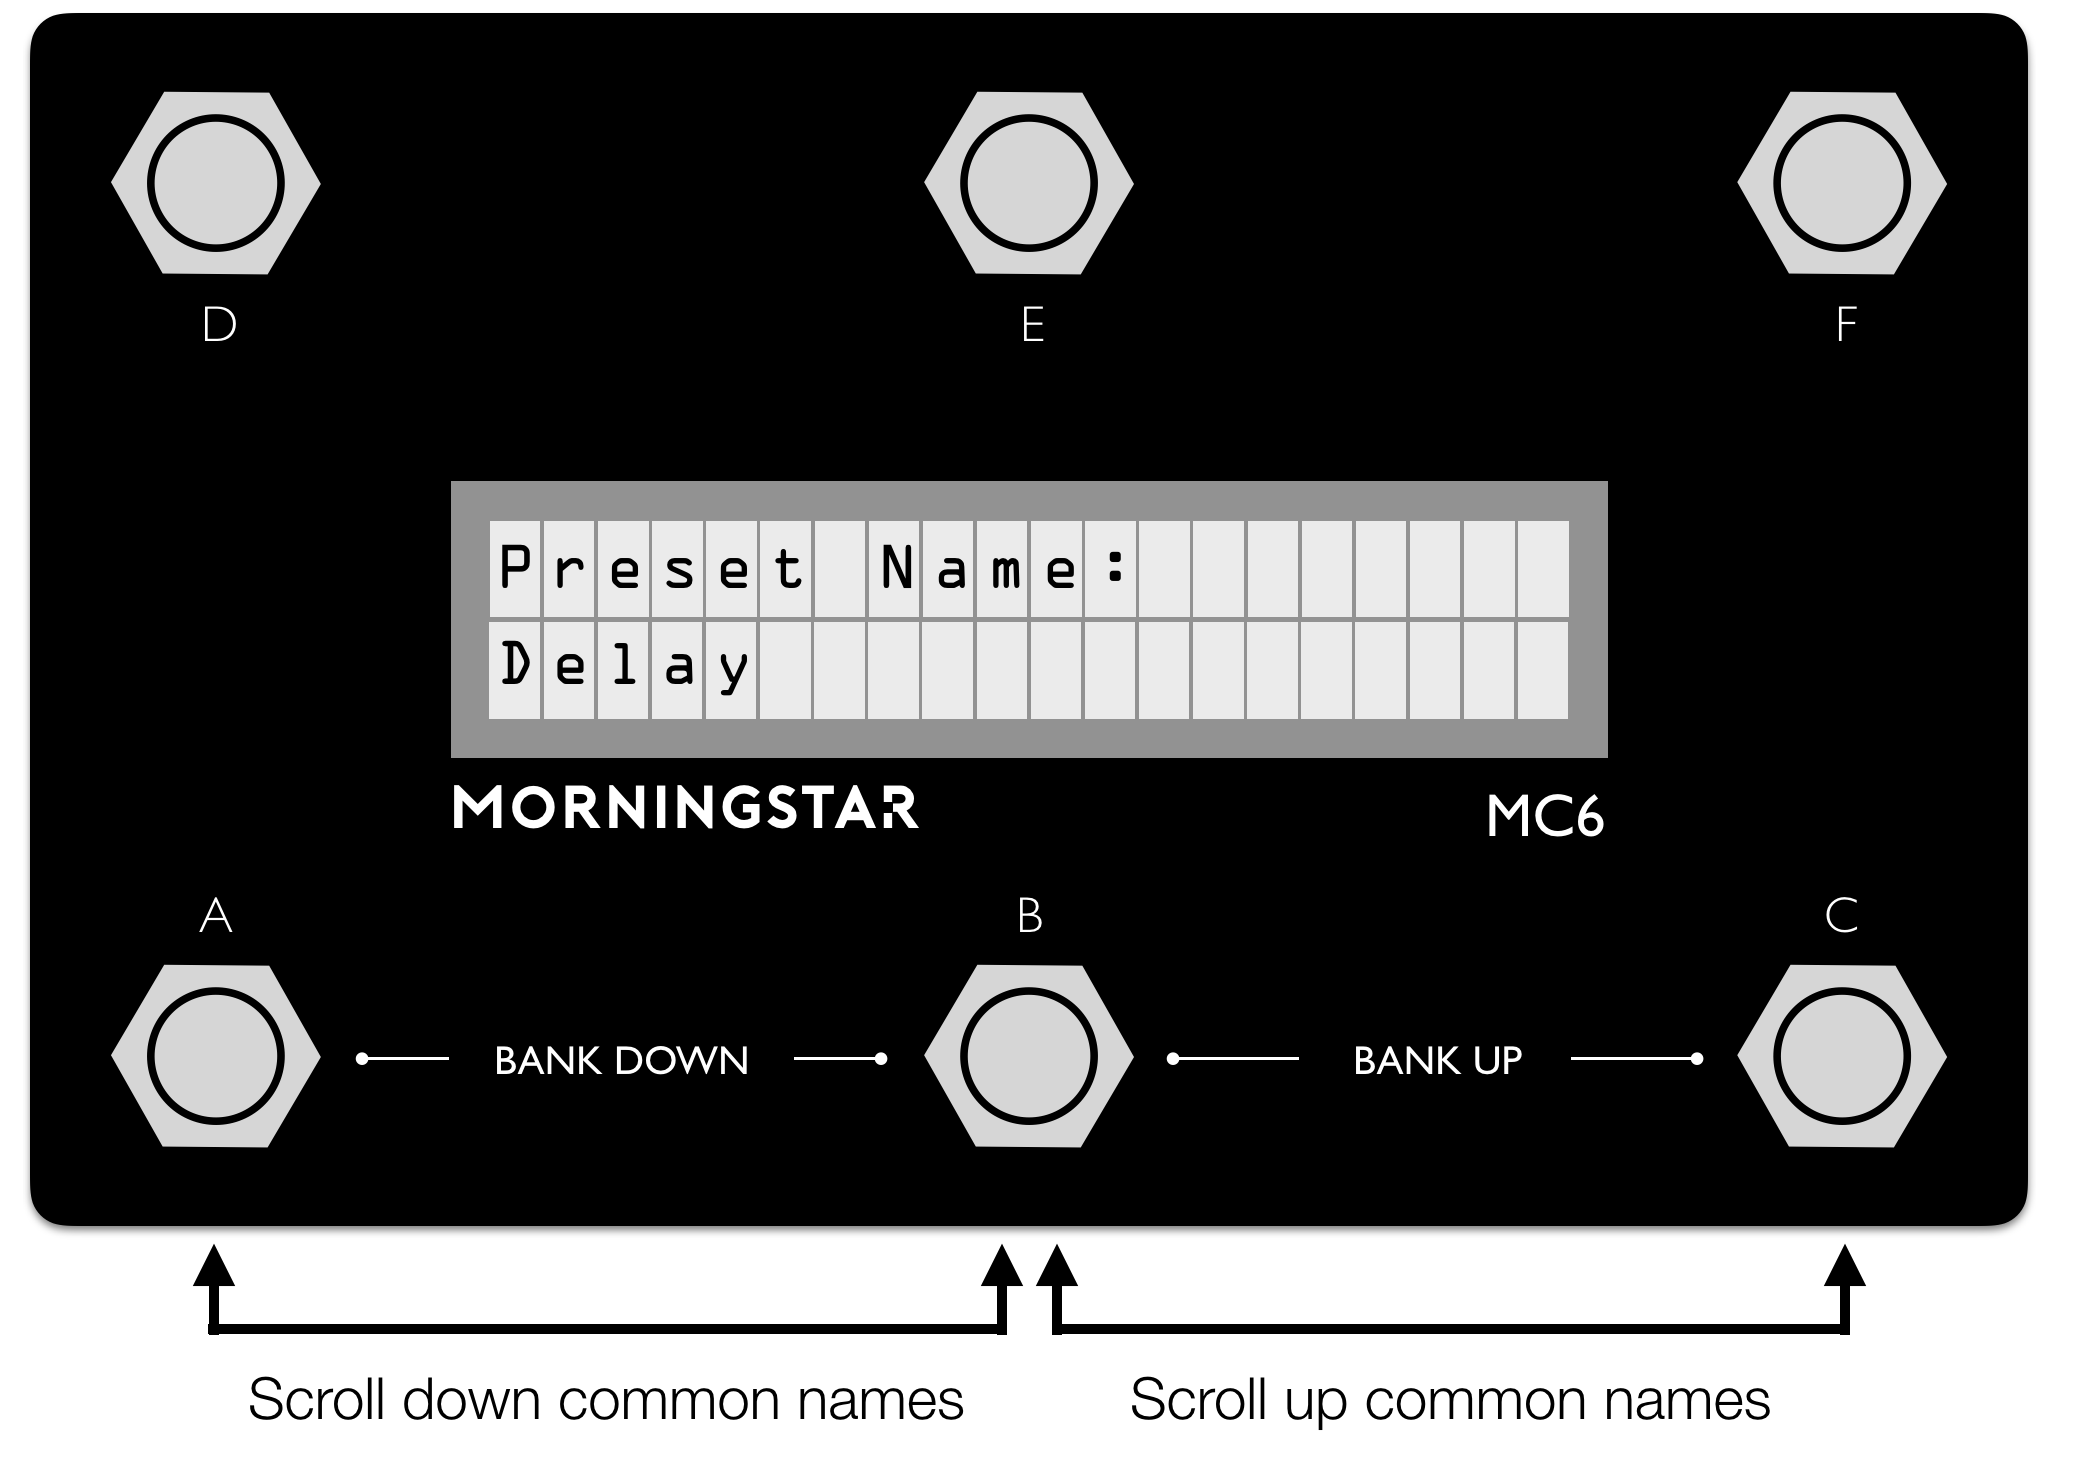 D E F
Preset Name:
Delay
MORNINGSTAR MC6
A B C
BANK DOWN BANK UP
Scroll down common names Scroll up common names